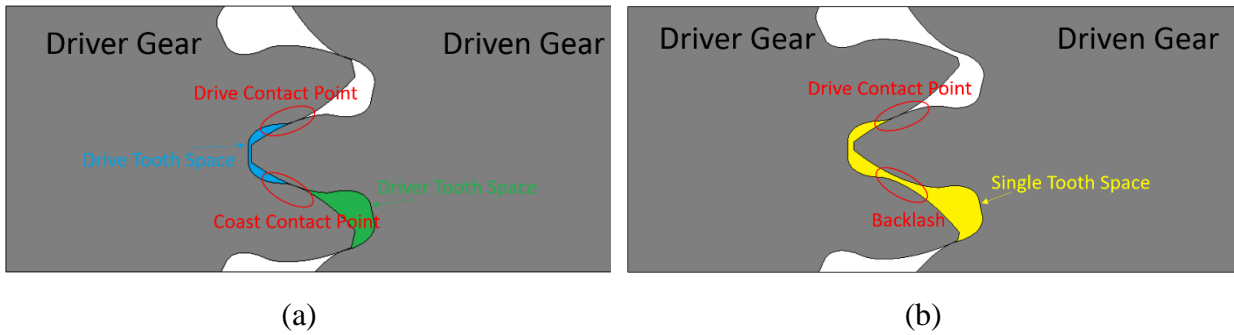 Driver Gear
Driven Gear
Drive Contact Point
Drive Tooth Space
Driver Tooth Space
Coast Contact Point
(a)
Driver Gear
Driven Gear
Drive Contact Point
Single Tooth Space
Backlash
(b)